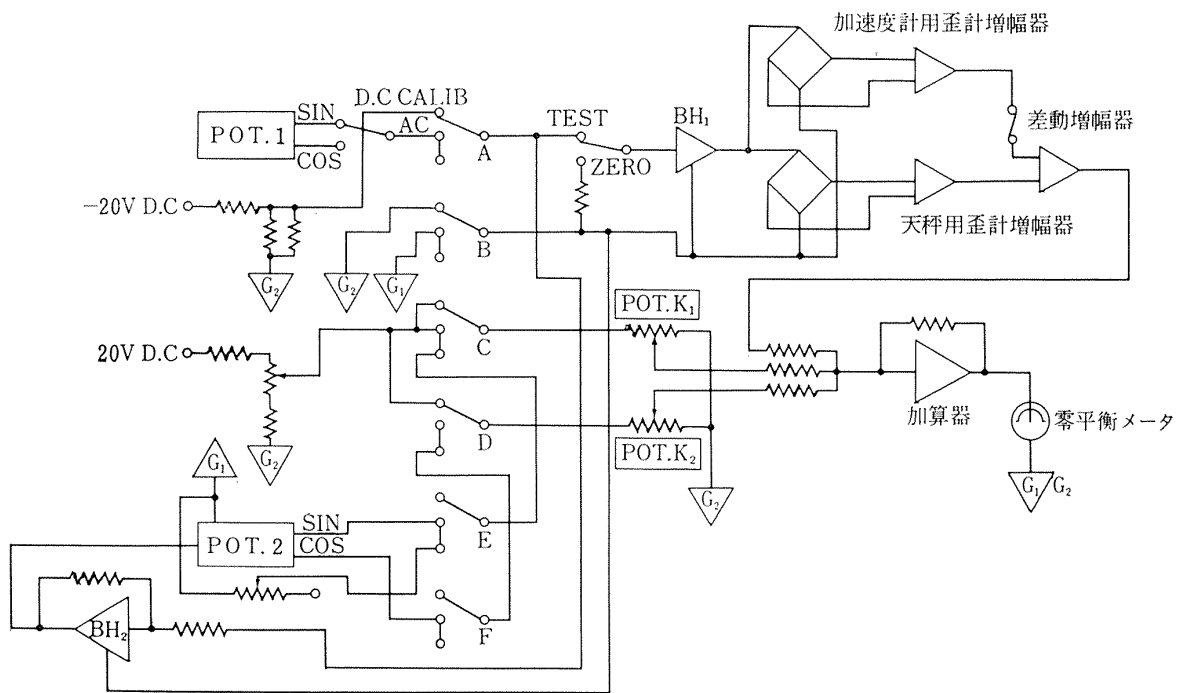 加速度計用歪計増幅器
D.C CALIB
SIN
POT.1
AC
COS
A
TEST
ZERO
BH₁
差動増幅器
−20V D.C
天秤用歪計増幅器
B
G₂
G₂
G₁
POT.K₁
20V D.C
C
D
POT.K₂
加算器
零平衡メータ
G₂
G₁
G₂
G₁
G₂
SIN
POT.2
COS
E
F
BH₂